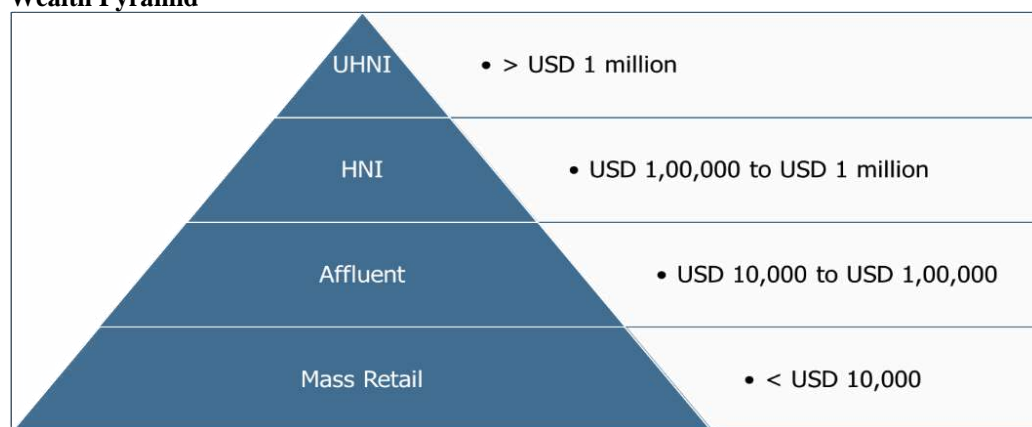 Wealth Pyramid
UHNI
• > USD 1 million
HNI
• USD 1,00,000 to USD 1 million
Affluent
• USD 10,000 to USD 1,00,000
Mass Retail
• < USD 10,000